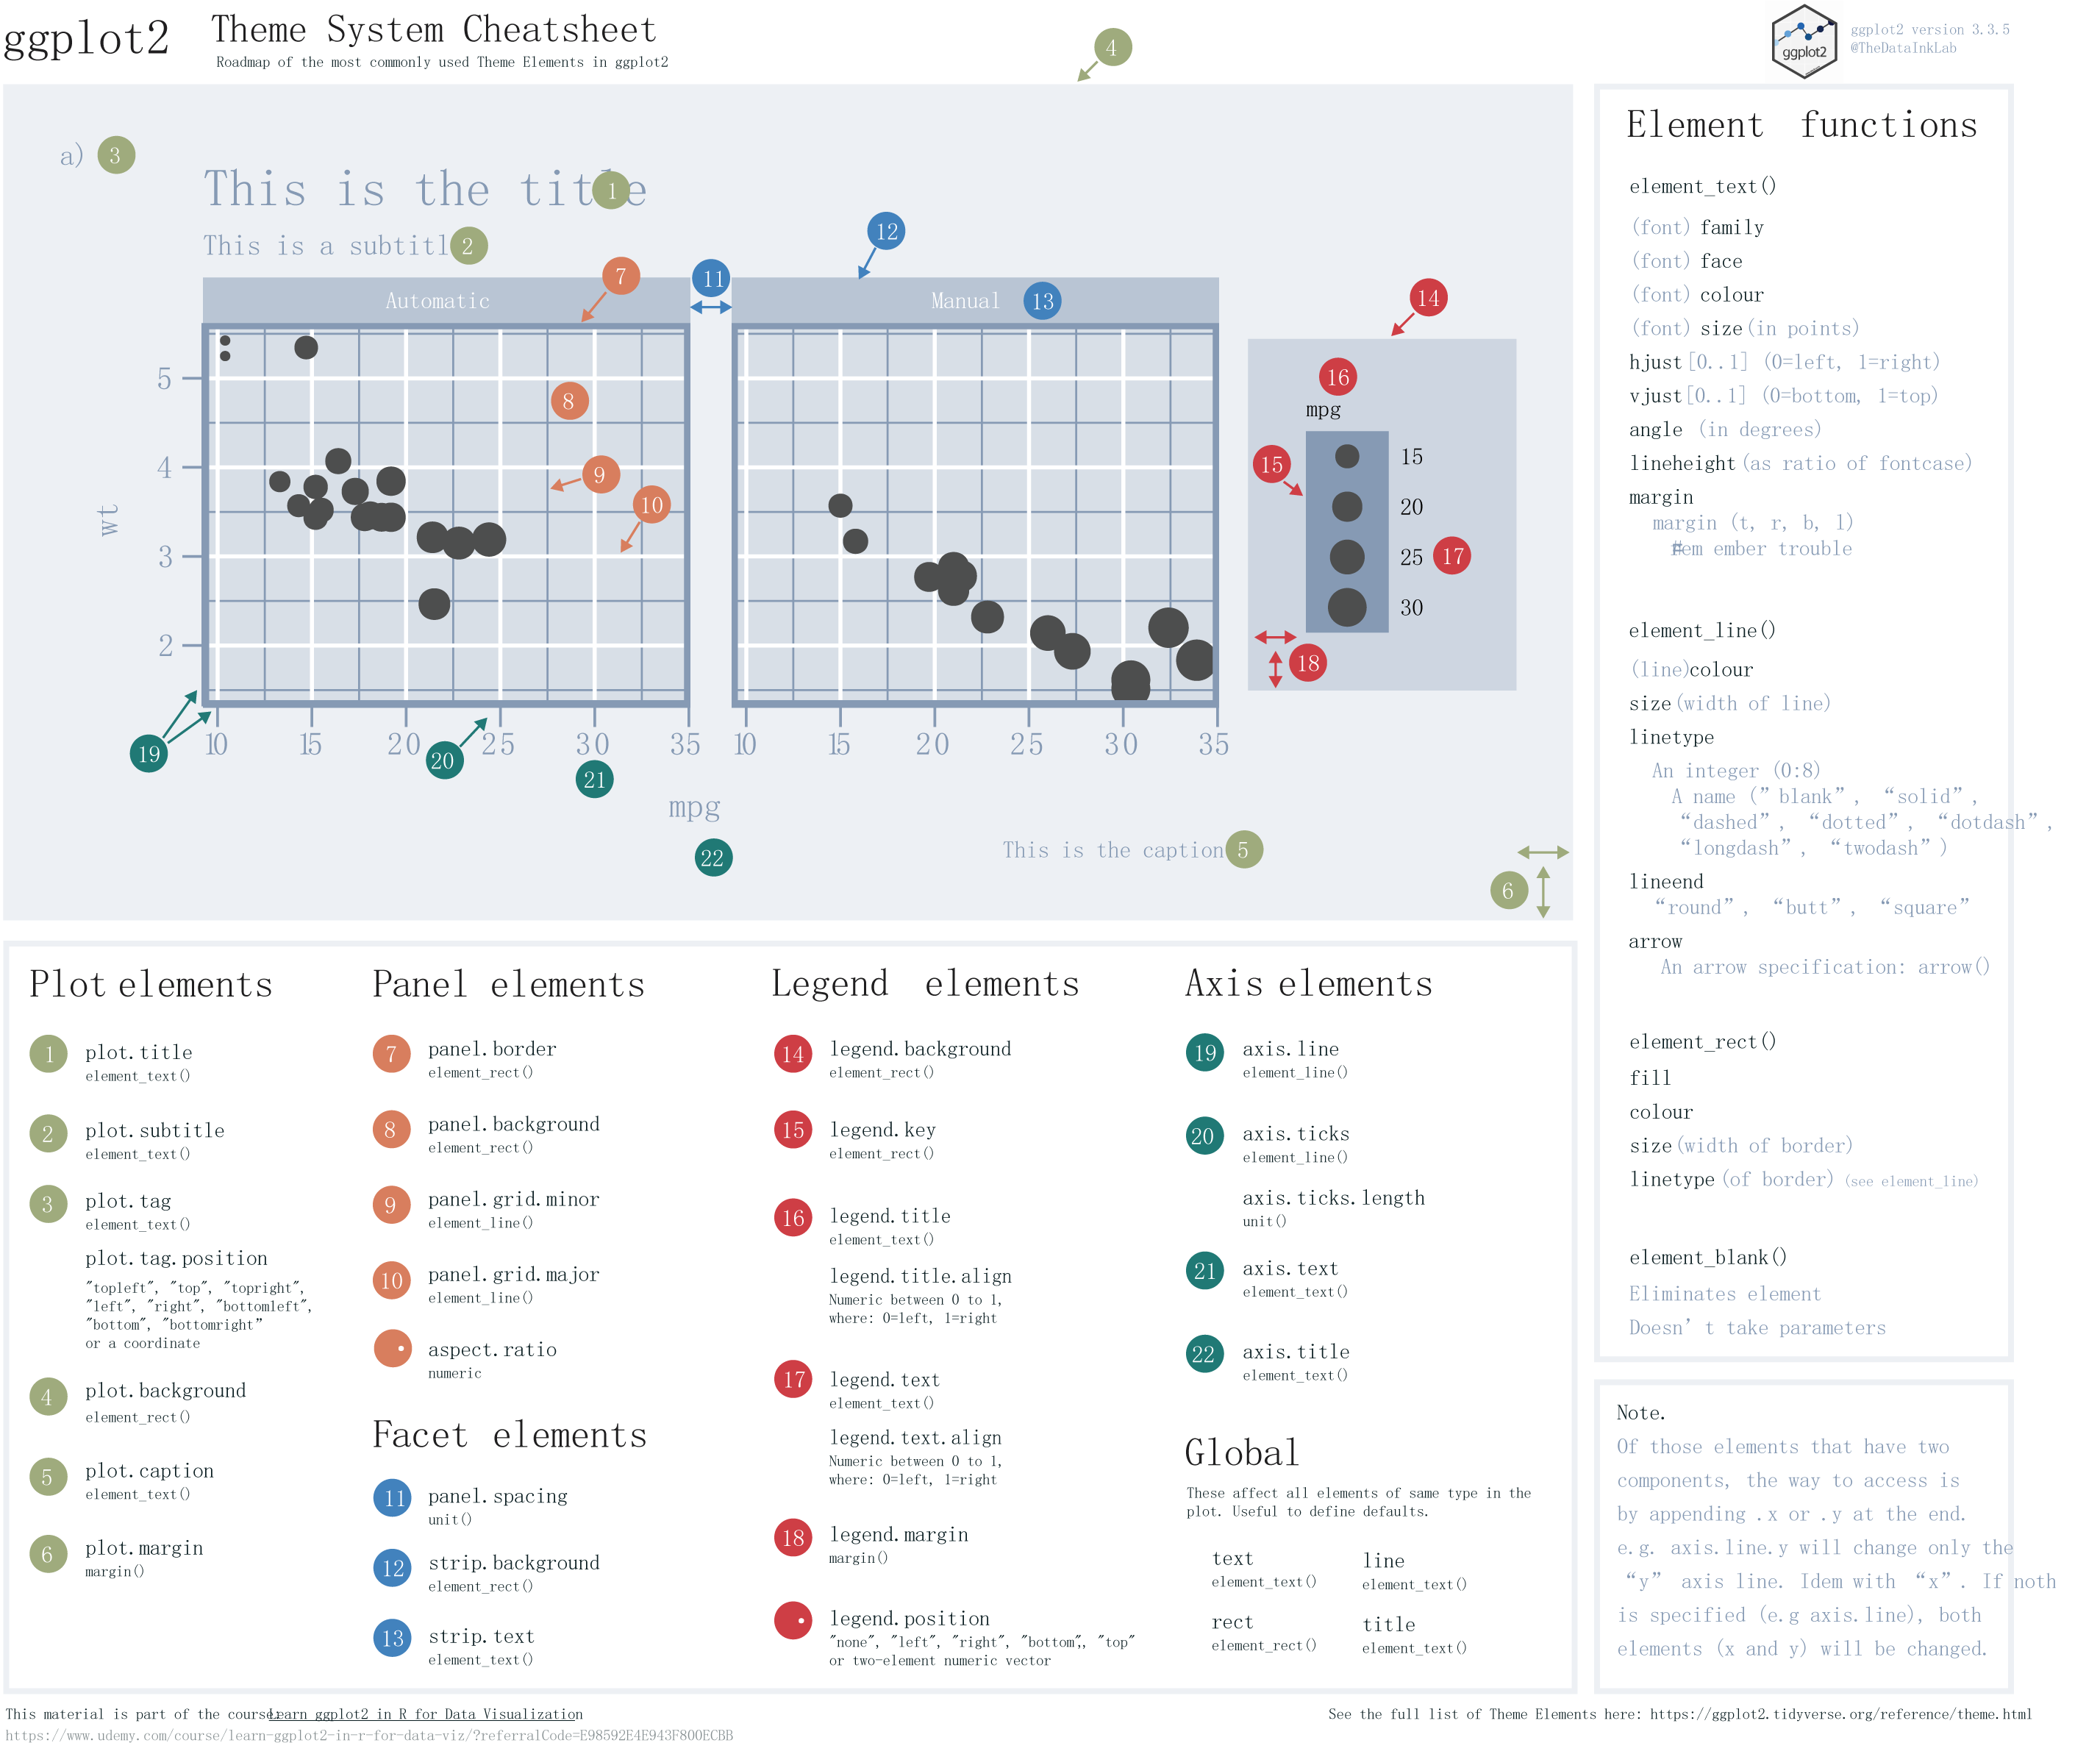 ggplot2 Theme System Cheatsheet
Roadmap of the most commonly used Theme Elements in ggplot2
ggplot2
ggplot2 version 3.3.5
@TheDataInkLab
4
a) 3
This is the title 1
This is a subtitl 2
12
7
11
Automatic
Manual 13
14
5
4
3
2
wt
8
9
10
16
mpg
15
15
20
25 17
30
18
19
10 15 20 25 30 35
10 15 20 25 30 35
20
21
mpg
22
This is the caption 5
6
Element functions
element_text()
(font) family
(font) face
(font) colour
(font) size (in points)
hjust [0..1] (0=left, 1=right)
vjust [0..1] (0=bottom, 1=top)
angle (in degrees)
lineheight (as ratio of fontcase)
margin
margin (t, r, b, l)
#em ember trouble
element_line()
(line)colour
size (width of line)
linetype
An integer (0:8)
A name (”blank”, “solid”,
“dashed”, “dotted”, “dotdash”,
“longdash”, “twodash”)
lineend
“round”, “butt”, “square”
arrow
An arrow specification: arrow()
element_rect()
fill
colour
size (width of border)
linetype (of border) (see element_line)
element_blank()
Eliminates element
Doesn’t take parameters
Note.
Of those elements that have two
components, the way to access is
by appending .x or .y at the end.
e.g. axis.line.y will change only the
“y” axis line. Idem with “x”. If noth
is specified (e.g axis.line), both
elements (x and y) will be changed.
Plot elements
1 plot.title
element_text()
2 plot.subtitle
element_text()
3 plot.tag
element_text()
plot.tag.position
"topleft", "top", "topright",
"left", "right", "bottomleft",
"bottom", "bottomright”
or a coordinate
4 plot.background
element_rect()
5 plot.caption
element_text()
6 plot.margin
margin()
Panel elements
7 panel.border
element_rect()
8 panel.background
element_rect()
9 panel.grid.minor
element_line()
10 panel.grid.major
element_line()
aspect.ratio
numeric
Facet elements
11 panel.spacing
unit()
12 strip.background
element_rect()
13 strip.text
element_text()
Legend elements
14 legend.background
element_rect()
15 legend.key
element_rect()
16 legend.title
element_text()
legend.title.align
Numeric between 0 to 1,
where: 0=left, 1=right
17 legend.text
element_text()
legend.text.align
Numeric between 0 to 1,
where: 0=left, 1=right
18 legend.margin
margin()
legend.position
"none", "left", "right", "bottom", "top"
or two-element numeric vector
Axis elements
19 axis.line
element_line()
20 axis.ticks
element_line()
axis.ticks.length
unit()
21 axis.text
element_text()
22 axis.title
element_text()
Global
These affect all elements of same type in the
plot. Useful to define defaults.
text line
element_text() element_text()
rect title
element_rect() element_text()
This material is part of the course: Learn ggplot2 in R for Data Visualization
https://www.udemy.com/course/learn-ggplot2-in-r-for-data-viz/?referralCode=E98592E4E943F800ECBB
See the full list of Theme Elements here: https://ggplot2.tidyverse.org/reference/theme.html